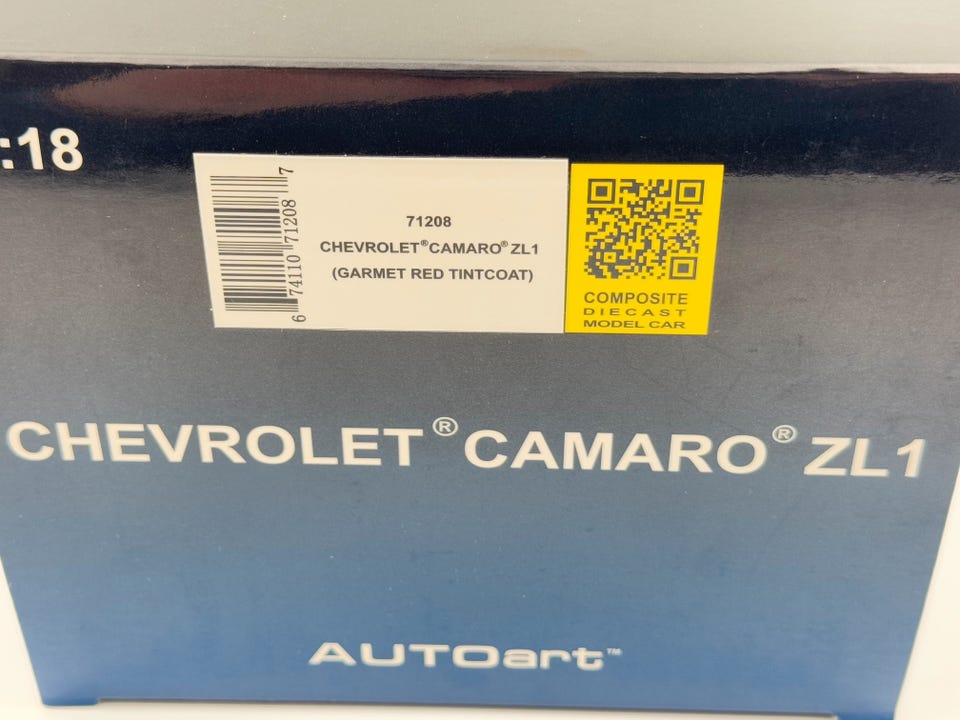 :18
6 74110 71208 7
71208
CHEVROLET® CAMARO® ZL1
(GARMET RED TINTCOAT)
COMPOSITE
DIECAST
MODEL CAR
CHEVROLET® CAMARO® ZL1
AUTOart™